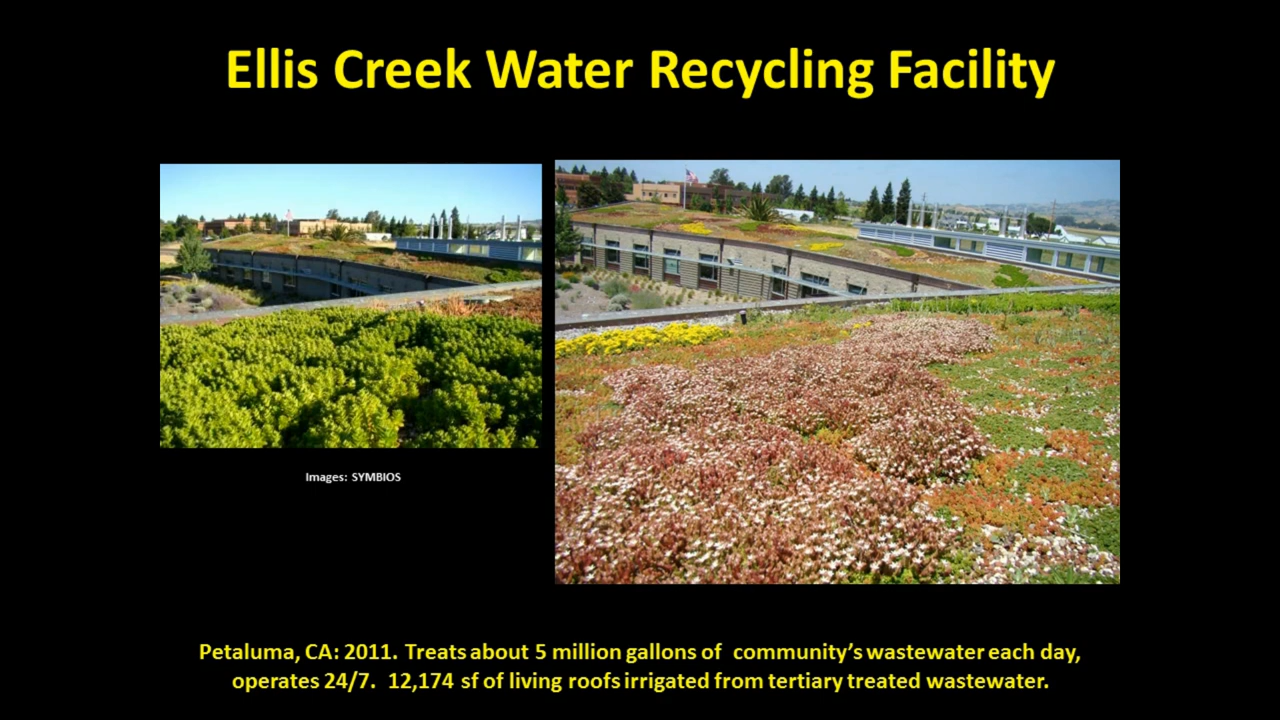 Ellis Creek Water Recycling Facility
Images: SYMBIOS
Petaluma, CA: 2011. Treats about 5 million gallons of community’s wastewater each day,
operates 24/7. 12,174 sf of living roofs irrigated from tertiary treated wastewater.